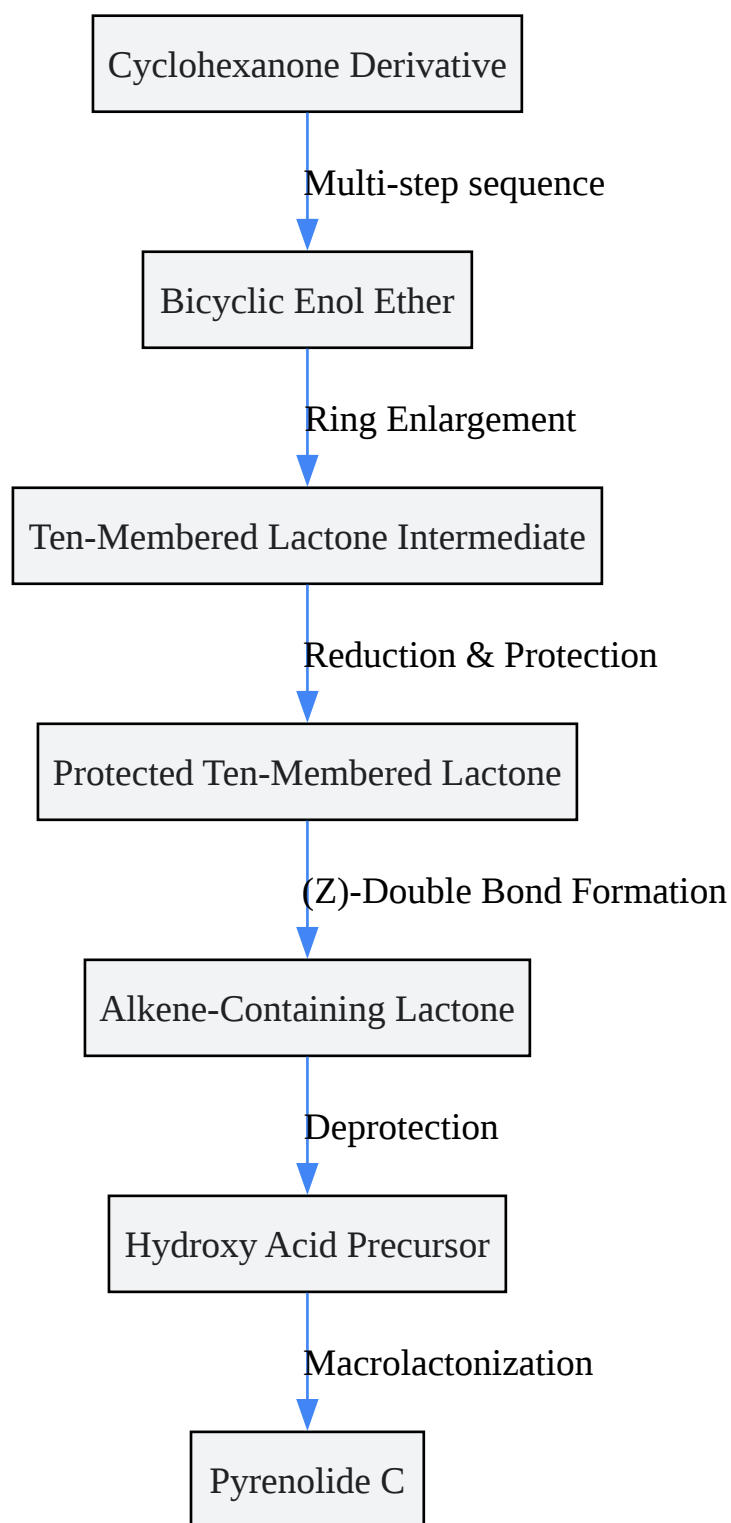 Cyclohexanone Derivative
Multi-step sequence
Bicyclic Enol Ether
Ring Enlargement
Ten-Membered Lactone Intermediate
Reduction & Protection
Protected Ten-Membered Lactone
(Z)-Double Bond Formation
Alkene-Containing Lactone
Deprotection
Hydroxy Acid Precursor
Macrolactonization
Pyrenolide C